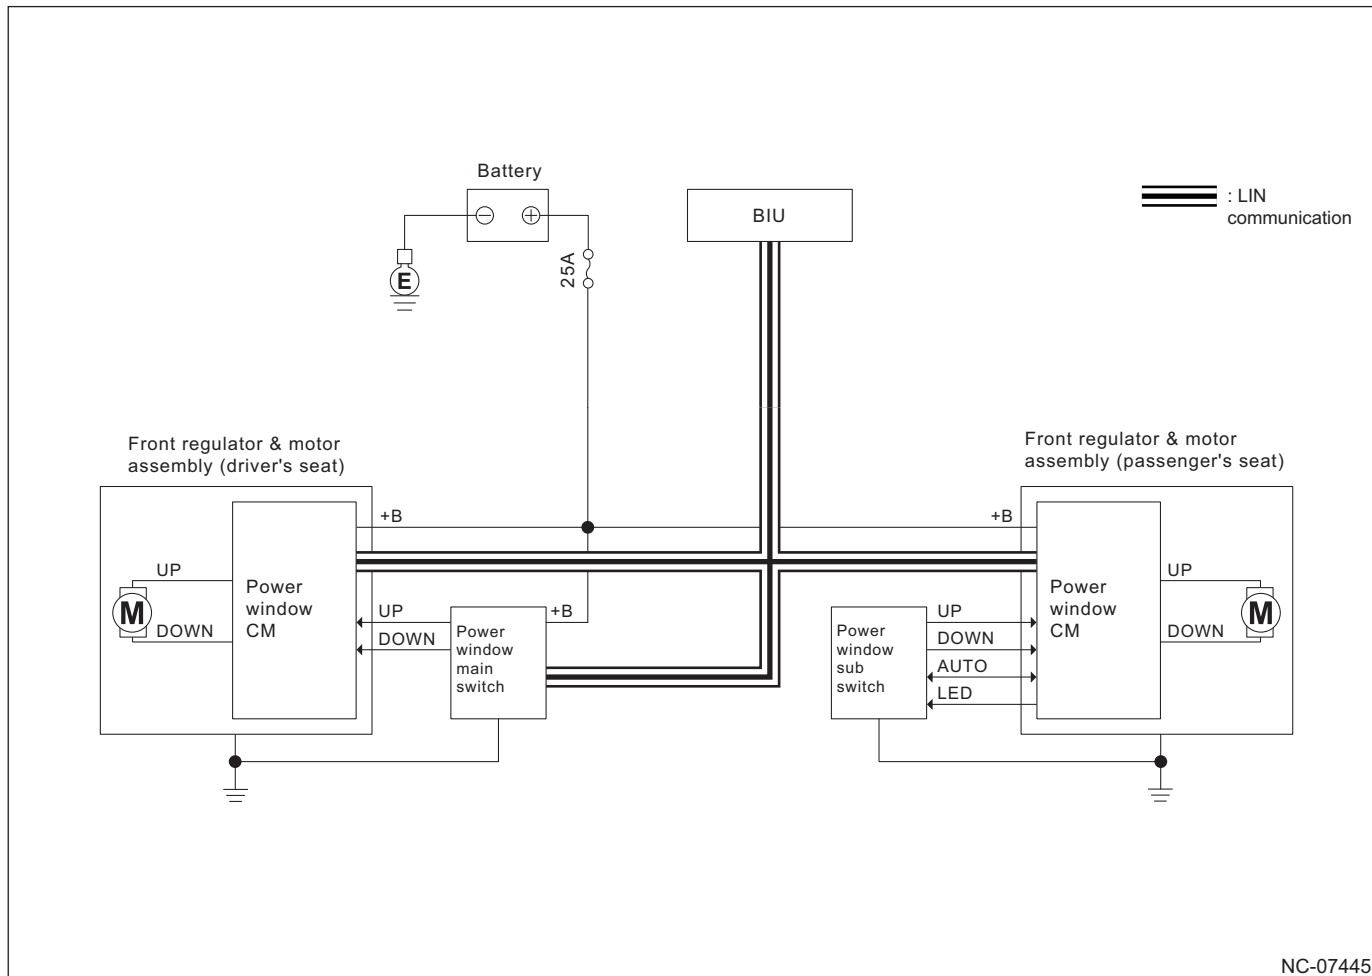 Battery
BIU
: LIN
communication
25A
E
Front regulator & motor
assembly (driver's seat)
Front regulator & motor
assembly (passenger's seat)
+B
+B
UP
DOWN
M
Power
window
CM
UP
DOWN
+B
Power
window
main
switch
Power
window
sub
switch
UP
DOWN
AUTO
LED
Power
window
CM
UP
DOWN
M
NC-07445